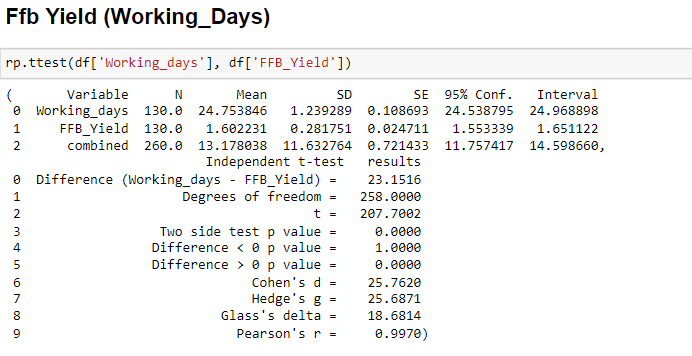 Ffb Yield (Working_Days)
rp.ttest(df['Working_days'], df['FFB_Yield'])
(       Variable      N       Mean         SD        SE  95% Conf.   Interval
0  Working_days  130.0  24.753846   1.239289  0.108693  24.538795  24.968898
1     FFB_Yield  130.0   1.602231   0.281751  0.024711   1.553339   1.651122
2      combined  260.0  13.178038  11.632764  0.721433  11.757417  14.598660,
Independent t-test   results
0  Difference (Working_days - FFB_Yield) =    23.1516
1                     Degrees of freedom =   258.0000
2                                      t =   207.7002
3                  Two side test p value =     0.0000
4                 Difference < 0 p value =     1.0000
5                 Difference > 0 p value =     0.0000
6                              Cohen's d =    25.7620
7                              Hedge's g =    25.6871
8                          Glass's delta =    18.6814
9                            Pearson's r =     0.9970)